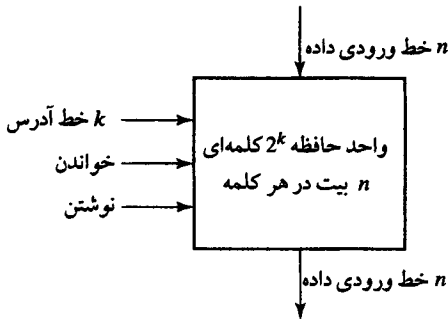 n خط ورودی داده
k خط آدرس
خواندن
نوشتن
واحد حافظه 2^k کلمه‌ای
n بیت در هر کلمه
n خط ورودی داده